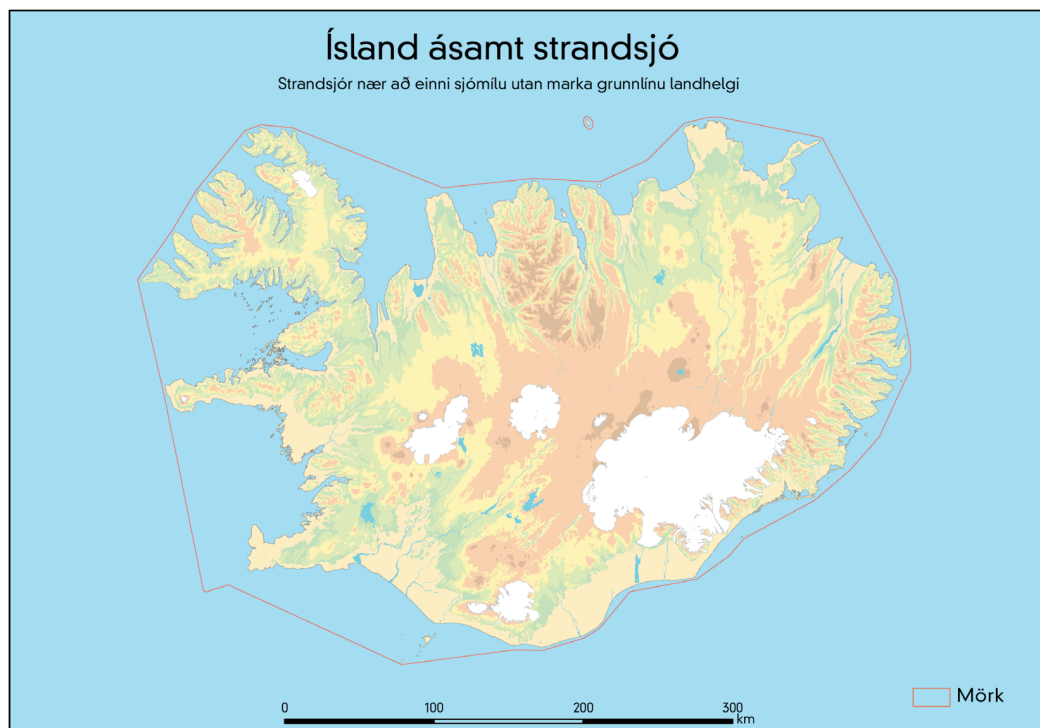 Ísland ásamt strandsjó
Strandsjór nær að einni sjómílu utan marka grunnlínu landhelgi
Mörk
0 100 200 300
km